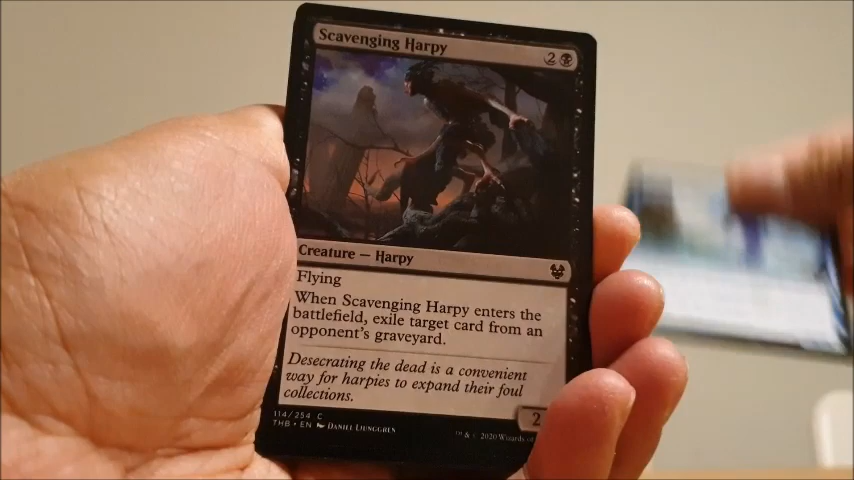 Scavenging Harpy 2
Creature — Harpy
Flying
When Scavenging Harpy enters the
battlefield, exile target card from an
opponent's graveyard.
Desecrating the dead is a convenient
way for harpies to expand their foul
collections.
2
114/254 C
THB • EN Daniel Ljunggren
™ & © 2020 Wizards of